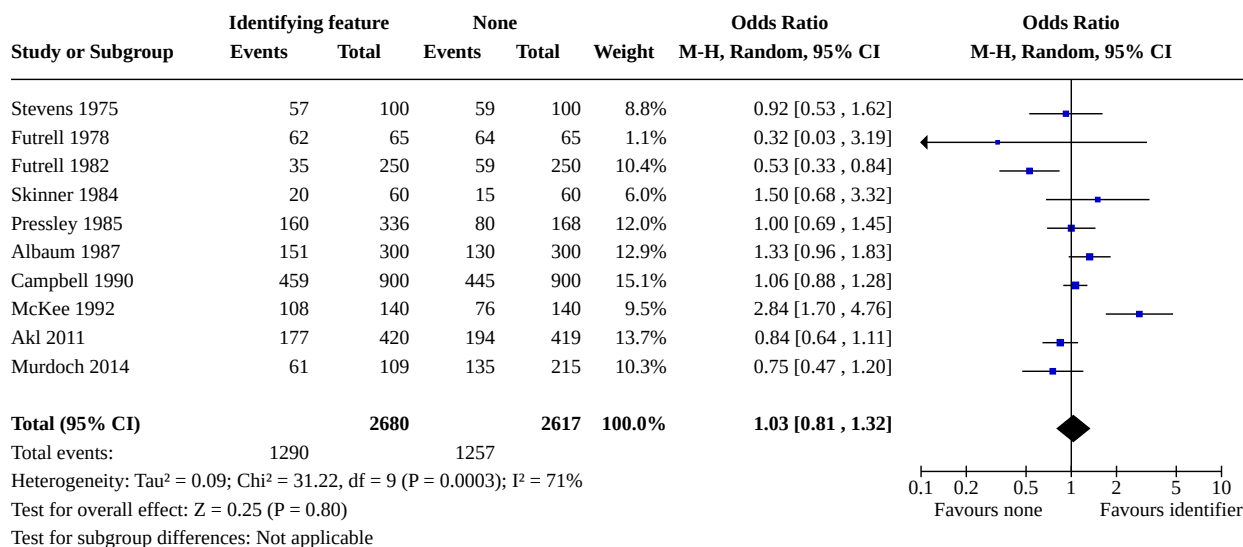 Identifying feature None Odds Ratio Odds Ratio
Study or Subgroup Events Total Events Total Weight M-H, Random, 95% CI M-H, Random, 95% CI
Stevens 1975 57 100 59 100 8.8% 0.92 [0.53 , 1.62]
Futrell 1978 62 65 64 65 1.1% 0.32 [0.03 , 3.19]
Futrell 1982 35 250 59 250 10.4% 0.53 [0.33 , 0.84]
Skinner 1984 20 60 15 60 6.0% 1.50 [0.68 , 3.32]
Pressley 1985 160 336 80 168 12.0% 1.00 [0.69 , 1.45]
Albaum 1987 151 300 130 300 12.9% 1.33 [0.96 , 1.83]
Campbell 1990 459 900 445 900 15.1% 1.06 [0.88 , 1.28]
McKee 1992 108 140 76 140 9.5% 2.84 [1.70 , 4.76]
Akl 2011 177 420 194 419 13.7% 0.84 [0.64 , 1.11]
Murdoch 2014 61 109 135 215 10.3% 0.75 [0.47 , 1.20]
Total (95% CI) 2680 2617 100.0% 1.03 [0.81 , 1.32]
Total events: 1290 1257
Heterogeneity: Tau² = 0.09; Chi² = 31.22, df = 9 (P = 0.0003); I² = 71%
0.1 0.2 0.5 1 2 5 10
Test for overall effect: Z = 0.25 (P = 0.80) Favours none Favours identifier
Test for subgroup differences: Not applicable